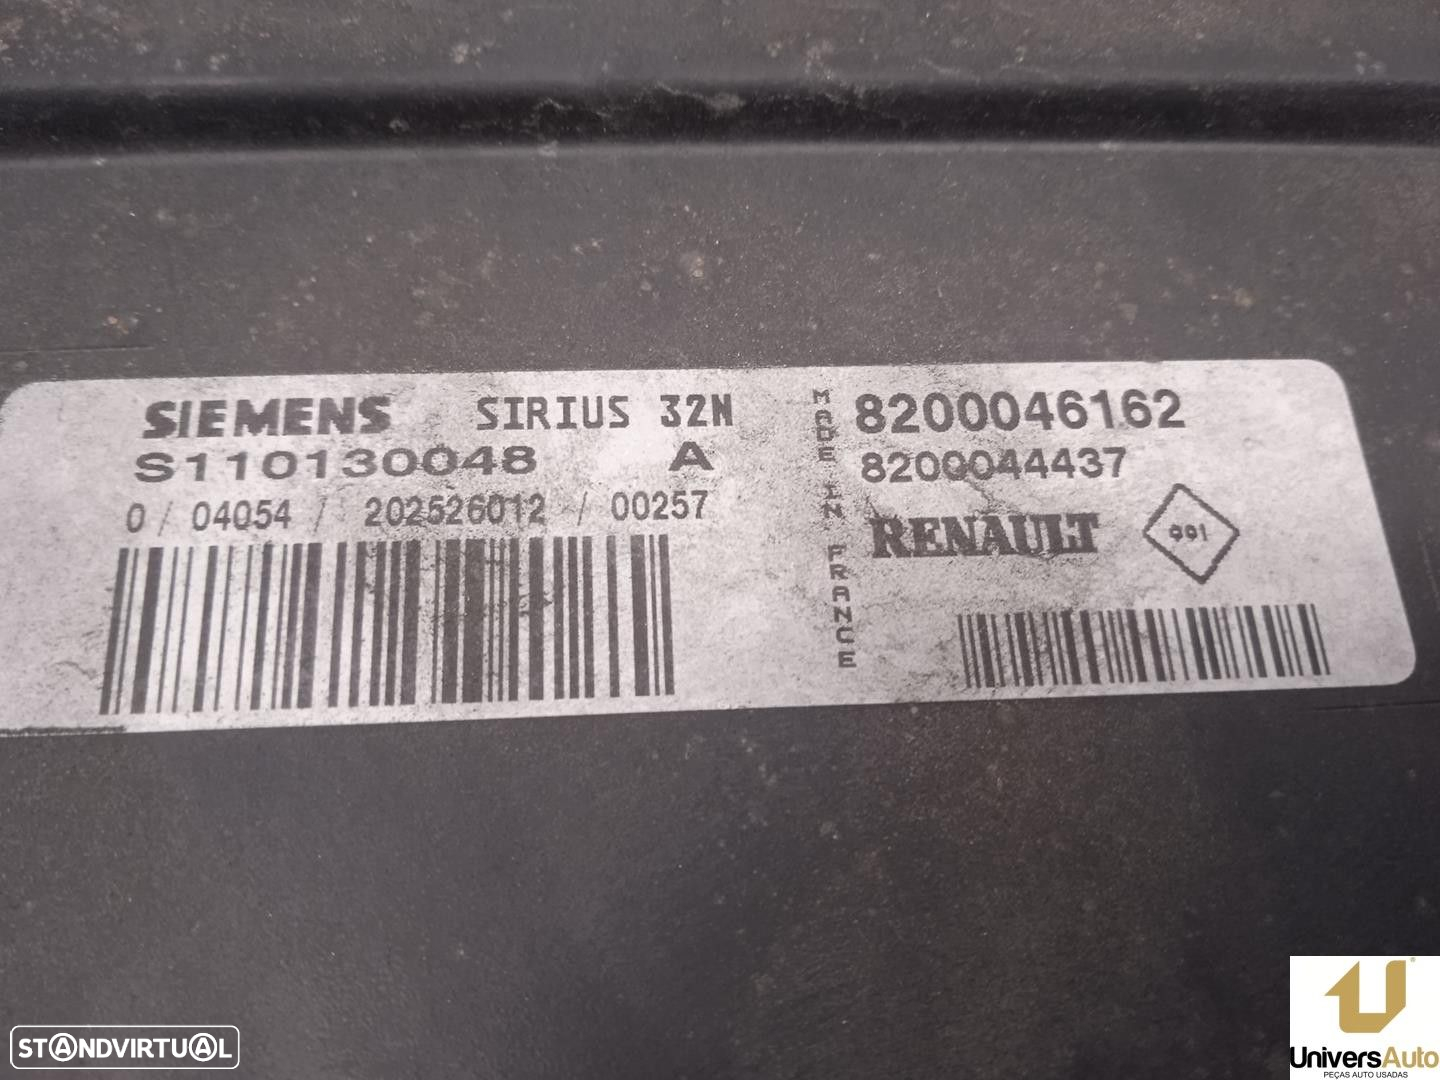 SIEMENS SIRIUS 32N
S110130048 A
0 / 04054 / 202526012 / 00257
MADE IN FRANCE
8200046162
8200044437
RENAULT 991
STANDVIRTUAL
UniversAuto
PEÇAS AUTO USADAS